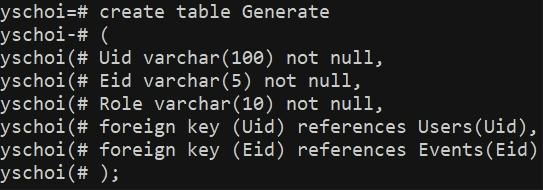 yschoi=# create table Generate
yschoi-# (
yschoi(# Uid varchar(100) not null,
yschoi(# Eid varchar(5) not null,
yschoi(# Role varchar(10) not null,
yschoi(# foreign key (Uid) references Users(Uid),
yschoi(# foreign key (Eid) references Events(Eid)
yschoi(# );